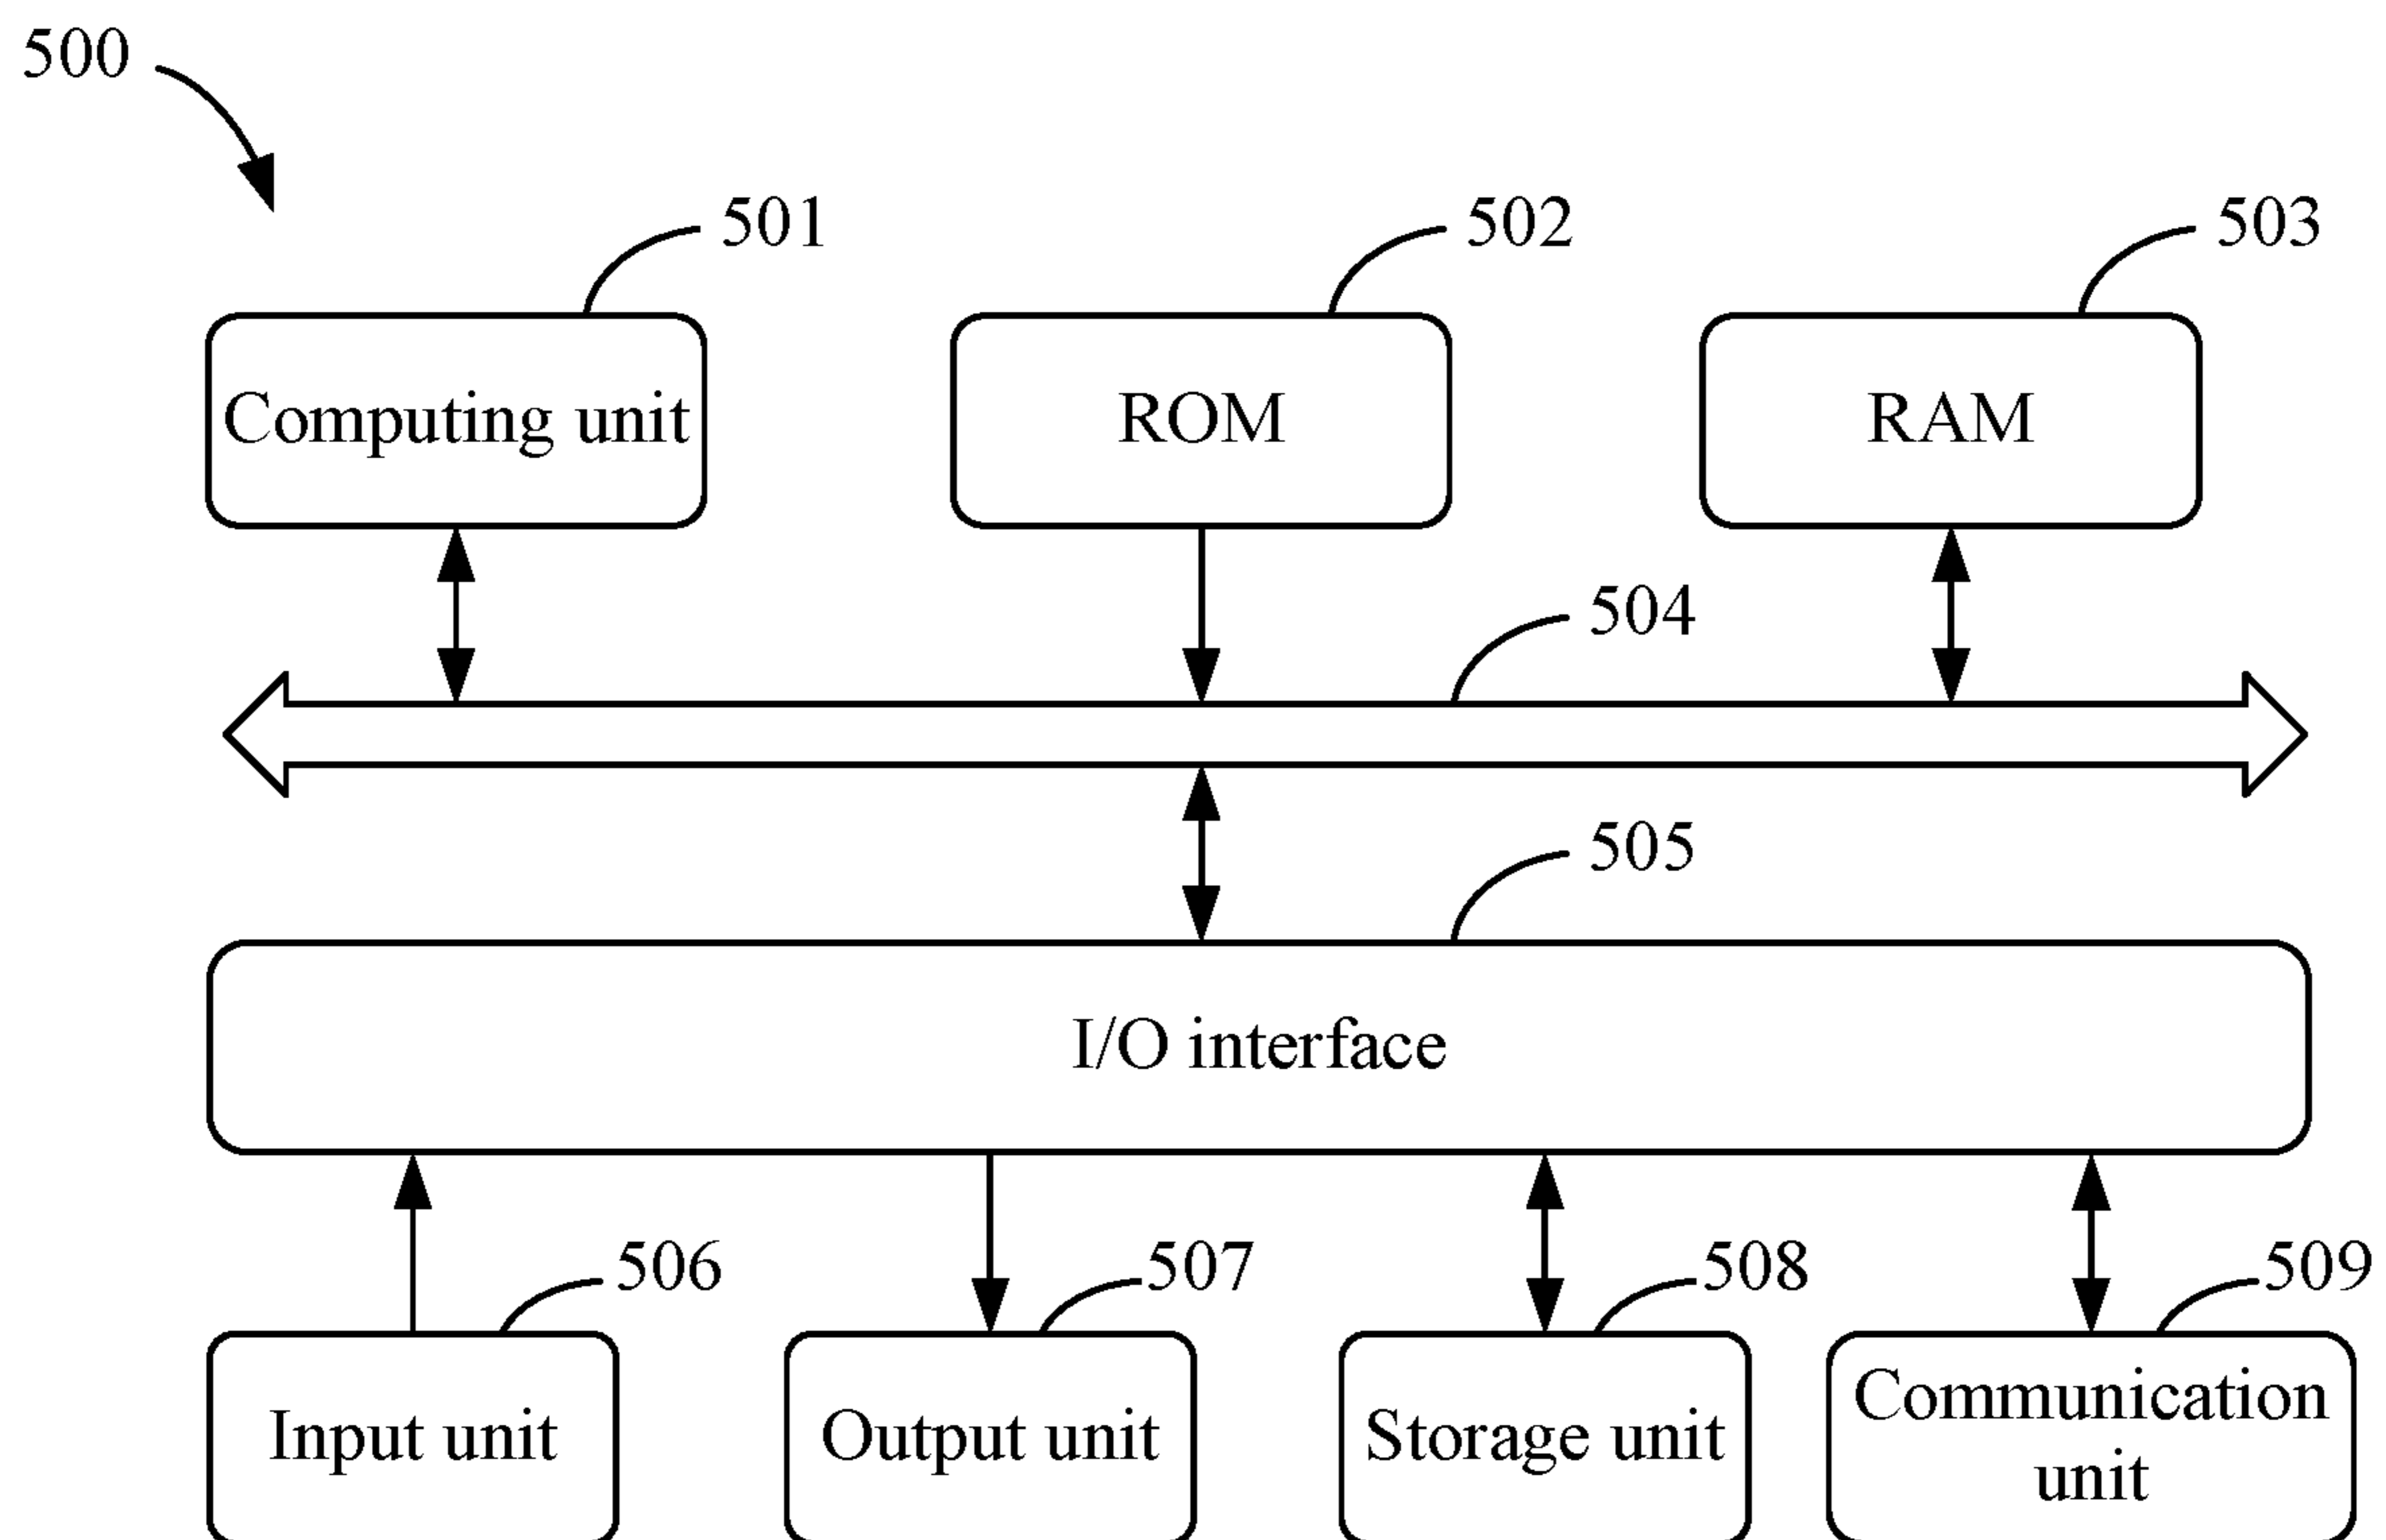 500
501
502
503
Computing unit
ROM
RAM
504
505
I/O interface
506
507
508
509
Input unit
Output unit
Storage unit
Communication
unit